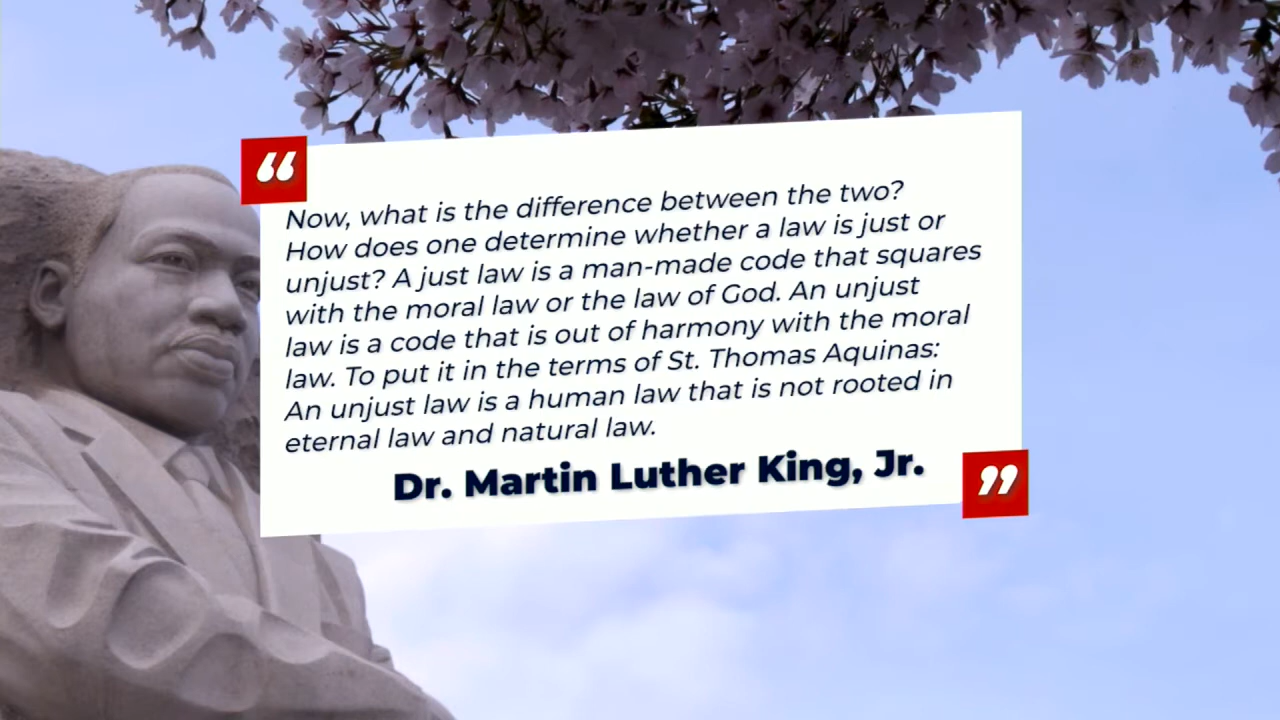 “
Now, what is the difference between the two?
How does one determine whether a law is just or
unjust? A just law is a man-made code that squares
with the moral law or the law of God. An unjust
law is a code that is out of harmony with the moral
law. To put it in the terms of St. Thomas Aquinas:
An unjust law is a human law that is not rooted in
eternal law and natural law.
Dr. Martin Luther King, Jr.
”